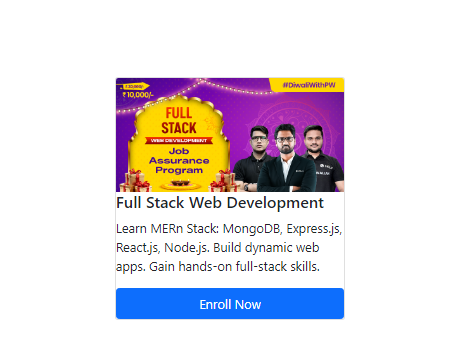 #DiwaliWithPW
₹10,000/-
FULL
STACK
WEB DEVELOPMENT
Job
Assurance
Program
Full Stack Web Development
Learn MERn Stack: MongoDB, Express.js,
React.js, Node.js. Build dynamic web
apps. Gain hands-on full-stack skills.
Enroll Now